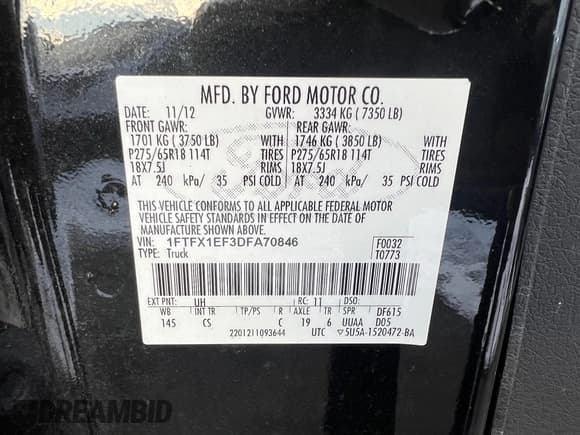 MFD. BY FORD MOTOR CO.
DATE: 11/12 GVWR: 3334 KG ( 7350 LB)
FRONT GAWR: REAR GAWR:
1701 KG ( 3750 LB) WITH 1746 KG ( 3850 LB) WITH
P275/65R18 114T TIRES P275/65R18 114T TIRES
18X7.5J RIMS 18X7.5J RIMS
AT 240 kPa/ 35 PSI COLD AT 240 kPa/ 35 PSI COLD
THIS VEHICLE CONFORMS TO ALL APPLICABLE FEDERAL MOTOR
VEHICLE SAFETY STANDARDS IN EFFECT ON THE DATE OF
MANUFACTURE SHOWN ABOVE.
VIN: 1FTFX1EF3DFA70846 F0032
TYPE: Truck T0773
EXT PNT: UH RC: 11 DSO:
WB INT TR TP/PS R AXLE TR SPR DF615
145 CS C 19 6 UUAA D05
2201211093644 UTC ▽5U5A-1520472-BA
DREAMBID